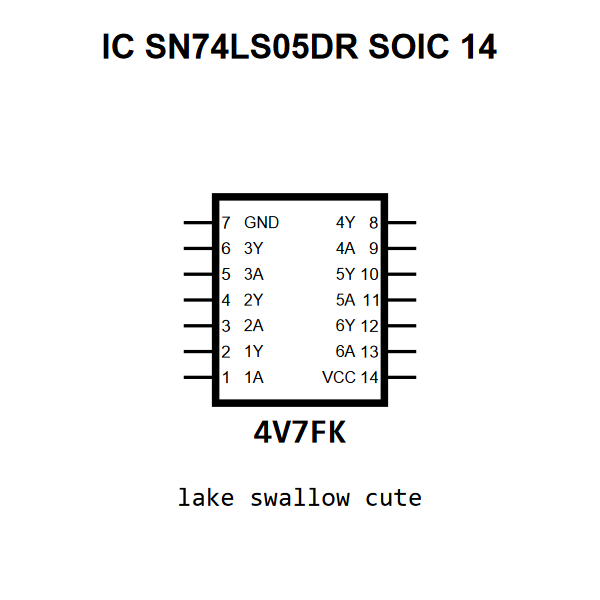 IC SN74LS05DR SOIC 14
7 GND 4Y 8
6 3Y 4A 9
5 3A 5Y 10
4 2Y 5A 11
3 2A 6Y 12
2 1Y 6A 13
1 1A VCC 14
4V7FK
lake swallow cute